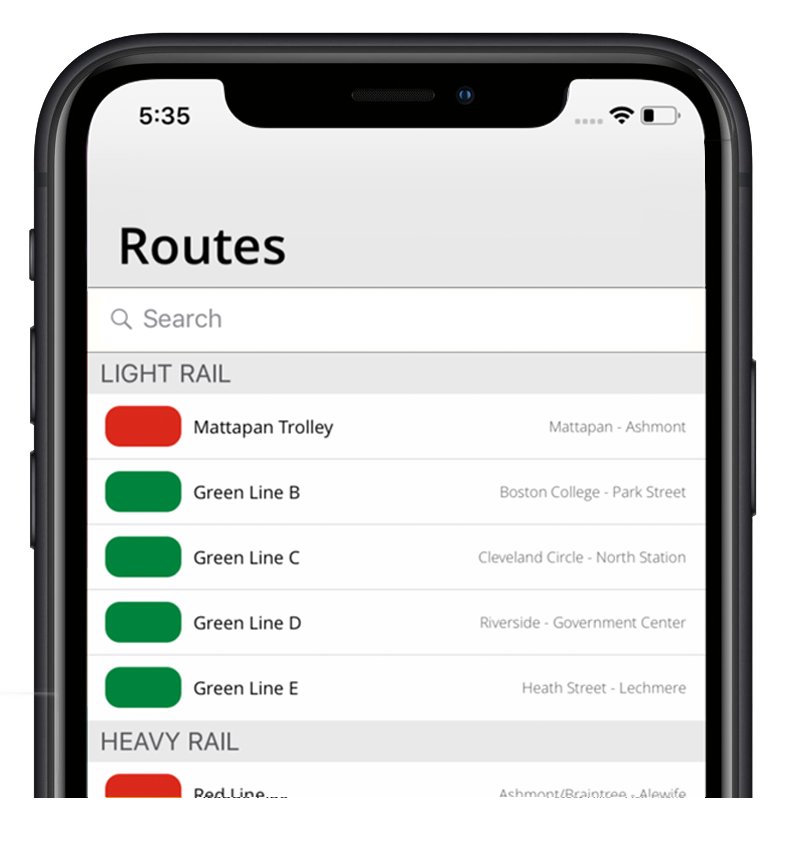 5:35
Routes
Search
LIGHT RAIL
Mattapan Trolley Mattapan - Ashmont
Green Line B Boston College - Park Street
Green Line C Cleveland Circle - North Station
Green Line D Riverside - Government Center
Green Line E Heath Street - Lechmere
HEAVY RAIL
Red Line Ashmont/Braintree - Alewife